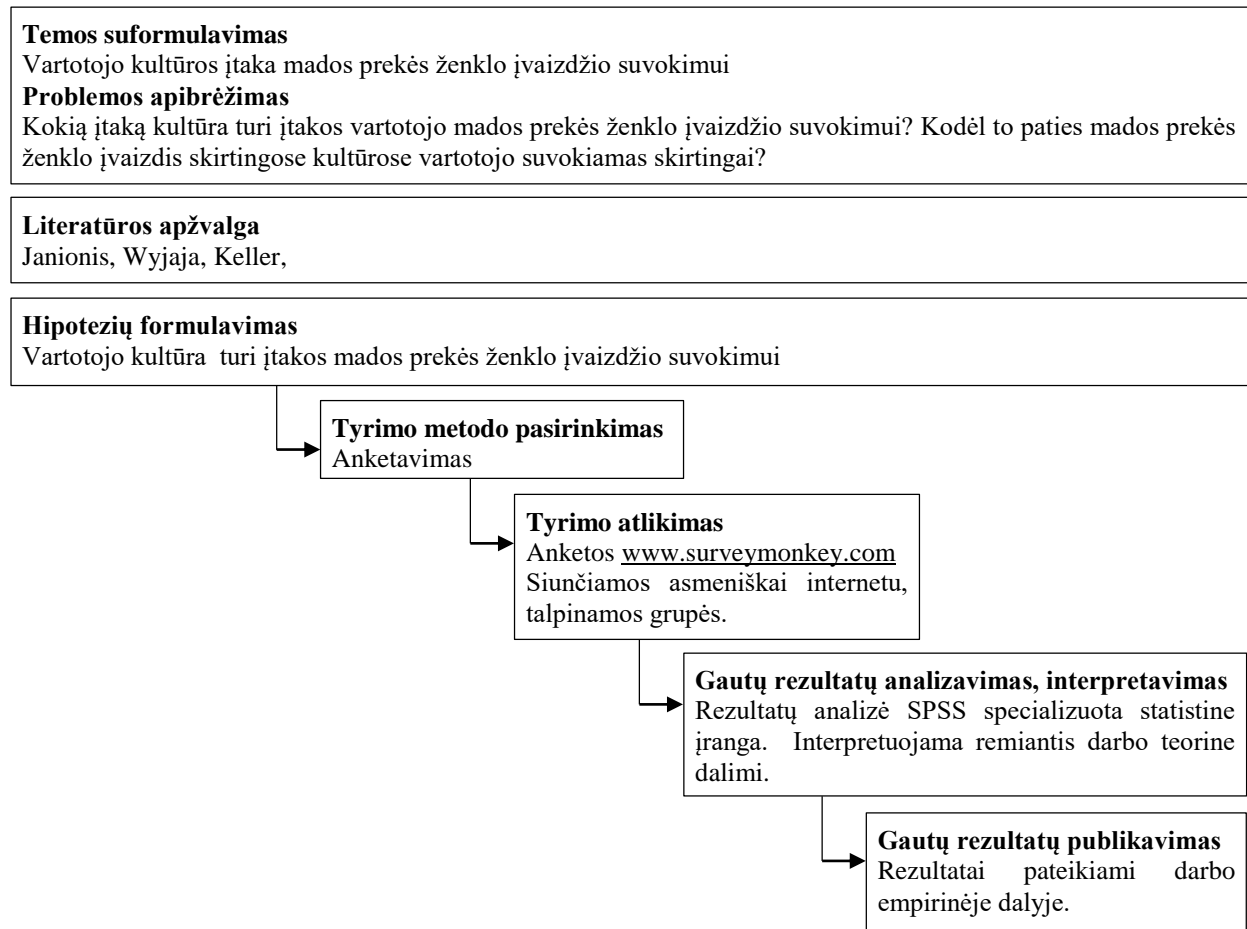 Temos suformulavimas
Vartotojo kultūros įtaka mados prekės ženklo įvaizdžio suvokimui
Problemos apibrėžimas
Kokią įtaką kultūra turi įtakos vartotojo mados prekės ženklo įvaizdžio suvokimui? Kodėl to paties mados prekės
ženklo įvaizdis skirtingose kultūrose vartotojo suvokiamas skirtingai?
Literatūros apžvalga
Janionis, Wyjaja, Keller,
Hipotezių formulavimas
Vartotojo kultūra turi įtakos mados prekės ženklo įvaizdžio suvokimui
Tyrimo metodo pasirinkimas
Anketavimas
Tyrimo atlikimas
Anketos www.surveymonkey.com
Siunčiamos asmeniškai internetu,
talpinamos grupės.
Gautų rezultatų analizavimas, interpretavimas
Rezultatų analizė SPSS specializuota statistine
įranga. Interpretuojama remiantis darbo teorine
dalimi.
Gautų rezultatų publikavimas
Rezultatai pateikiami darbo
empirinėje dalyje.